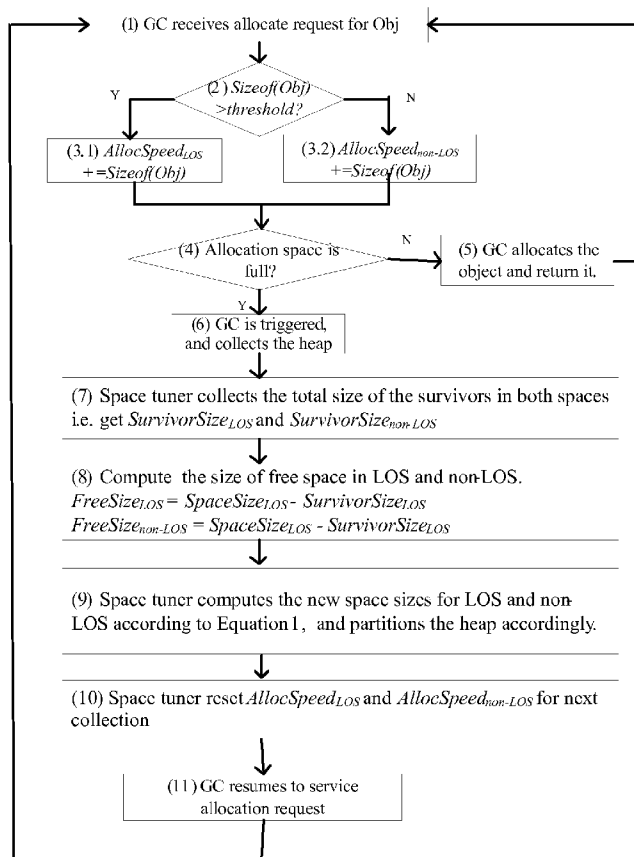 (1) GC receives allocate request for Obj
(2) Sizeof(Obj)
>threshold?
Y
N
(3.1) AllocSpeedLOS
+=Sizeof(Obj)
(3.2) AllocSpeednon-LOS
+=Sizeof(Obj)
(4) Allocation space is
full?
N
(5) GC allocates the
object and return it.
Y
(6) GC is triggered,
and collects the heap
(7) Space tuner collects the total size of the survivors in both spaces
i.e. get SurvivorSizeLOS and SurvivorSizenon-LOS
(8) Compute the size of free space in LOS and non-LOS.
FreeSizeLOS = SpaceSizeLOS - SurvivorSizeLOS
FreeSizenon-LOS = SpaceSizeLOS - SurvivorSizeLOS
(9) Space tuner computes the new space sizes for LOS and non-
LOS according to Equation1, and partitions the heap accordingly.
(10) Space tuner reset AllocSpeedLOS and AllocSpeednon-LOS for next
collection
(11) GC resumes to service
allocation request